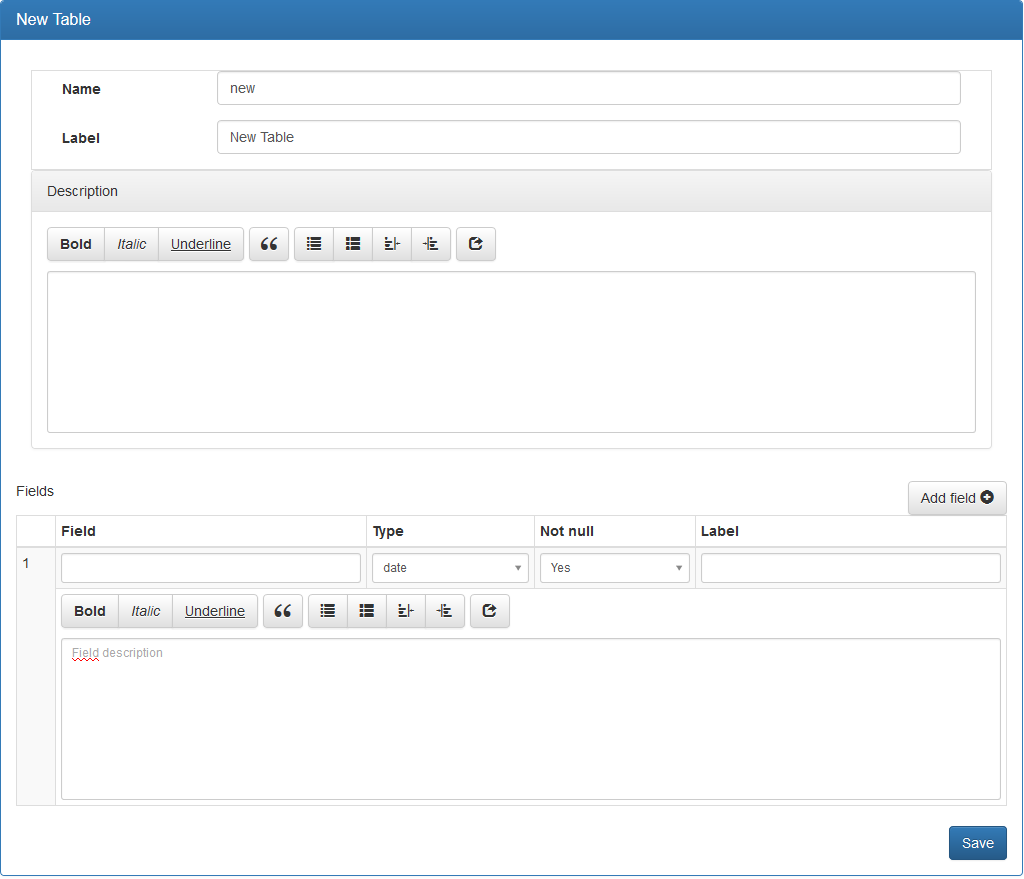 New Table
Name new
Label New Table
Description
Bold Italic Underline
Fields
Add field
Field Type Not null Label
1 date Yes
Bold Italic Underline
Field description
Save